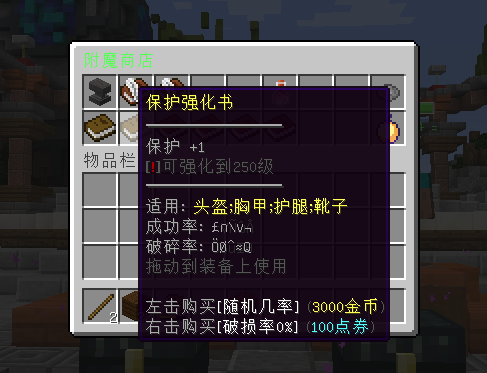 附魔商店
保护强化书
保护 +1
[!]可强化到250级
物品栏
适用: 头盔;胸甲;护腿;靴子
成功率:
破碎率:
拖动到装备上使用
2
左击购买[随机几率] (3000金币)
右击购买[破损率0%] (100点券)